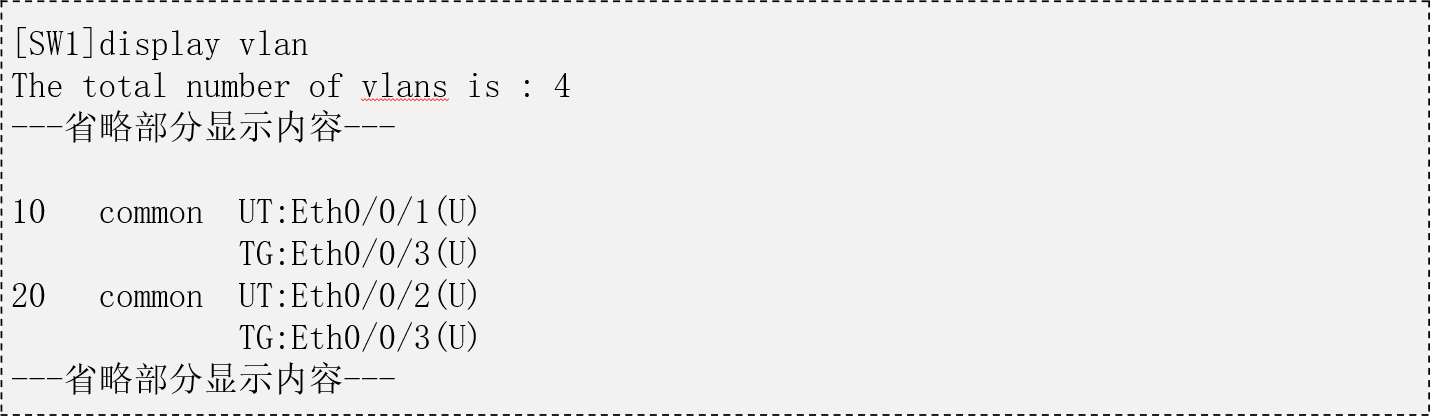 [SW1]display vlan
The total number of vlans is : 4
---省略部分显示内容---
10   common  UT:Eth0/0/1(U)
TG:Eth0/0/3(U)
20   common  UT:Eth0/0/2(U)
TG:Eth0/0/3(U)
---省略部分显示内容---